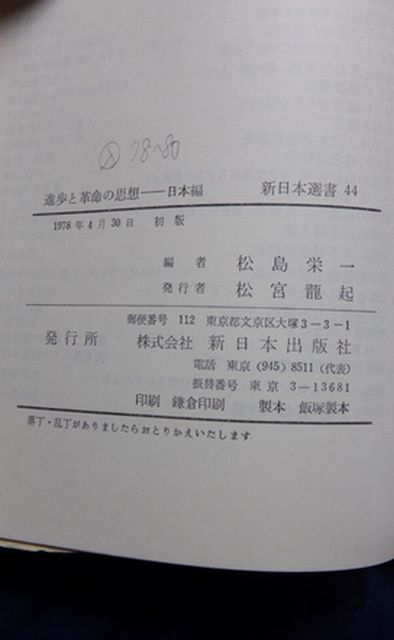 進歩と革命の思想――日本編 新日本選書 44
1978年4月30日 初版
編者 松島栄一
発行者 松宮龍起
郵便番号 112 東京都文京区大塚3-3-1
発行所 株式会社 新日本出版社
電話 東京 (945) 8511 (代表)
振替番号 東京 3-13681
印刷 鎌倉印刷 製本 飯塚製本
落丁・乱丁がありましたらおとりかえいたします